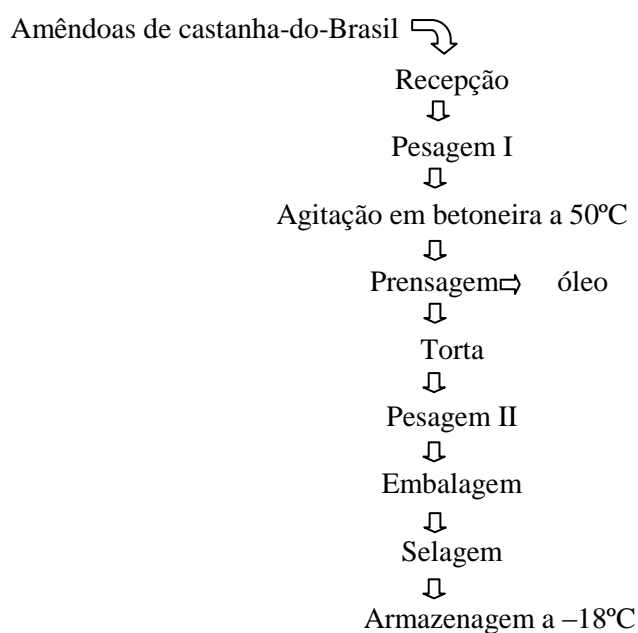 Amêndoas de castanha-do-Brasil
Recepção
Pesagem I
Agitação em betoneira a 50ºC
Prensagem óleo
Torta
Pesagem II
Embalagem
Selagem
Armazenagem a –18ºC